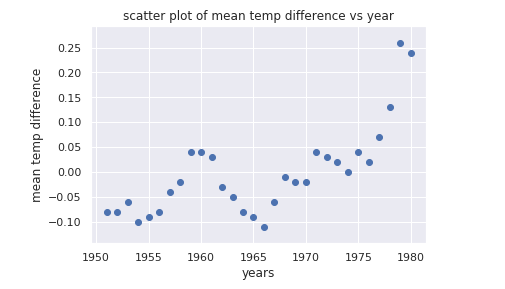 scatter plot of mean temp difference vs year
mean temp difference
0.25
0.20
0.15
0.10
0.05
0.00
−0.05
−0.10
1950 1955 1960 1965 1970 1975 1980
years